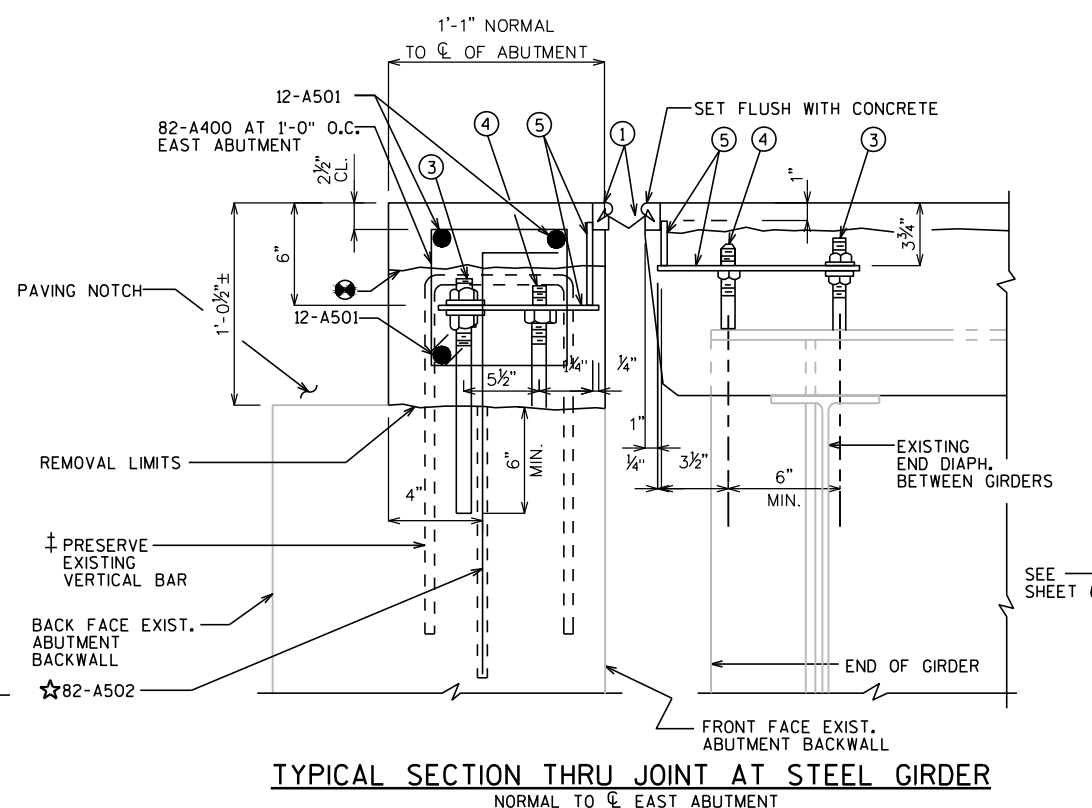 1'-1" NORMAL
TO ℄ OF ABUTMENT
12-A501
82-A400 AT 1'-0" O.C.
EAST ABUTMENT
2½"
CL.
3
4
5
1
SET FLUSH WITH CONCRETE
5
4
3
1"
3¾"
6"
1'-0½"±
PAVING NOTCH
12-A501
5½"
1¼"
¼"
REMOVAL LIMITS
4"
6"
MIN.
1"
¼"
3½"
6"
MIN.
EXISTING
END DIAPH.
BETWEEN GIRDERS
‡ PRESERVE
EXISTING
VERTICAL BAR
SEE
SHEET
BACK FACE EXIST.
ABUTMENT
BACKWALL
☆82-A502
END OF GIRDER
FRONT FACE EXIST.
ABUTMENT BACKWALL
TYPICAL SECTION THRU JOINT AT STEEL GIRDER
NORMAL TO ℄ EAST ABUTMENT